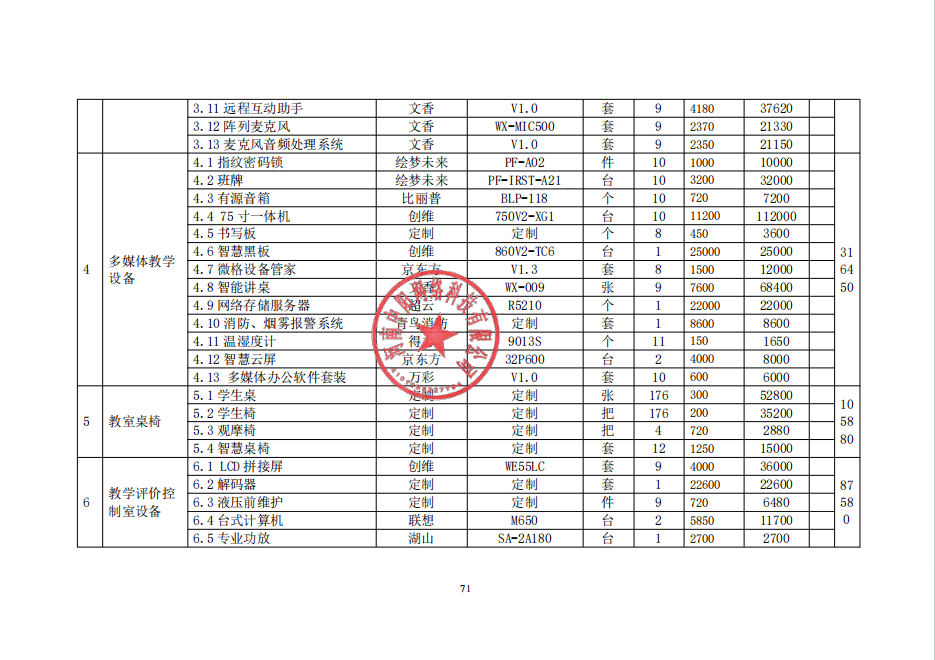 3.11 远程互动助手 文香 V1.0 套 9 4180 37620
3.12 阵列麦克风 文香 WX-MIC500 套 9 2370 21330
3.13 麦克风音频处理系统 文香 V1.0 套 9 2350 21150
4 多媒体教学设备 316450
4.1 指纹密码锁 绘梦未来 PF-A02 件 10 1000 10000
4.2 班牌 绘梦未来 PF-IRST-A21 台 10 3200 32000
4.3 有源音箱 比丽普 BLP-118 个 10 720 7200
4.4 75 寸一体机 创维 750V2-XG1 台 10 11200 112000
4.5 书写板 定制 定制 个 8 450 3600
4.6 智慧黑板 创维 860V2-TC6 台 1 25000 25000
4.7 微格设备管家 京东方 V1.3 套 8 1500 12000
4.8 智能讲桌 文香 WX-009 张 9 7600 68400
4.9 网络存储服务器 超云 R5210 个 1 22000 22000
4.10 消防、烟雾报警系统 青鸟消防 定制 套 1 8600 8600
4.11 温湿度计 得力 9013S 个 11 150 1650
4.12 智慧云屏 京东方 32P600 台 2 4000 8000
4.13 多媒体办公软件套装 万彩 V1.0 套 10 600 6000
5 教室桌椅 105880
5.1 学生桌 定制 定制 张 176 300 52800
5.2 学生椅 定制 定制 把 176 200 35200
5.3 观摩椅 定制 定制 把 4 720 2880
5.4 智慧桌椅 定制 定制 套 12 1250 15000
6 教学评价控制室设备 87580
6.1 LCD 拼接屏 创维 WE55LC 套 9 4000 36000
6.2 解码器 定制 定制 套 1 22600 22600
6.3 液压前维护 定制 定制 件 9 720 6480
6.4 台式计算机 联想 M650 台 2 5850 11700
6.5 专业功放 湖山 SA-2A180 台 1 2700 2700
71